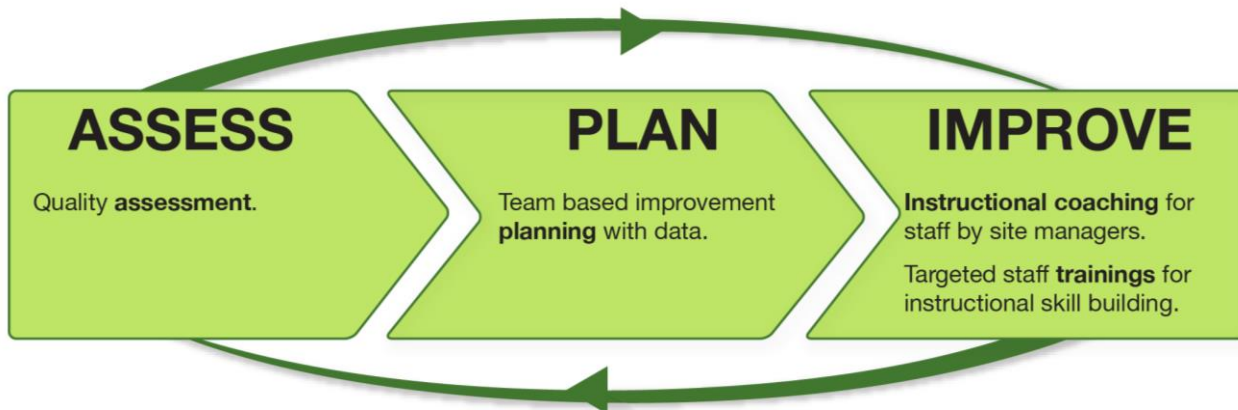 ASSESS
Quality assessment.
PLAN
Team based improvement
planning with data.
IMPROVE
Instructional coaching for
staff by site managers.
Targeted staff trainings for
instructional skill building.